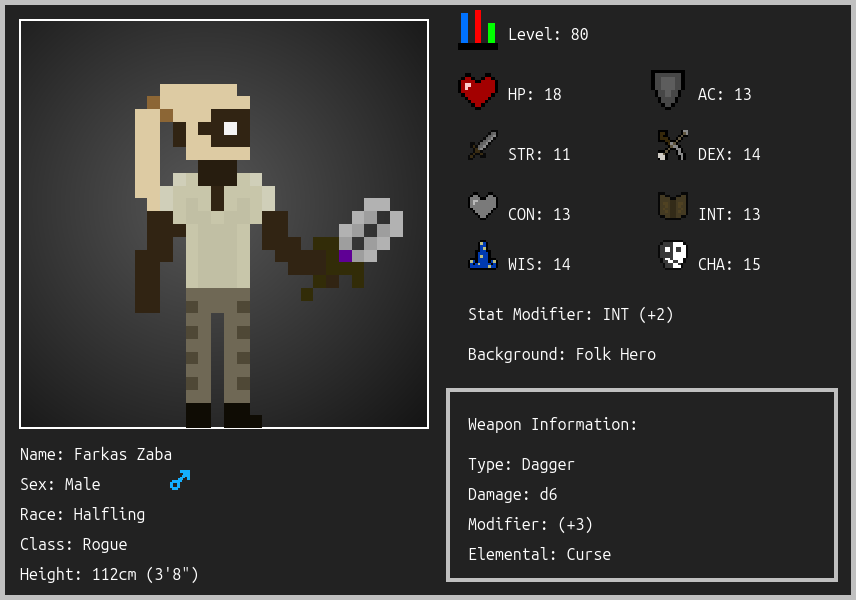 Level: 80
HP: 18
AC: 13
STR: 11
DEX: 14
CON: 13
INT: 13
WIS: 14
CHA: 15
Stat Modifier: INT (+2)
Background: Folk Hero
Weapon Information:
Type: Dagger
Damage: d6
Modifier: (+3)
Elemental: Curse
Name: Farkas Zaba
Sex: Male
Race: Halfling
Class: Rogue
Height: 112cm (3'8")